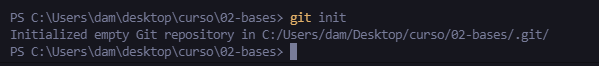 PS C:\Users\dam\desktop\curso\02-bases> git init
Initialized empty Git repository in C:/Users/dam/Desktop/curso/02-bases/.git/
PS C:\Users\dam\desktop\curso\02-bases>